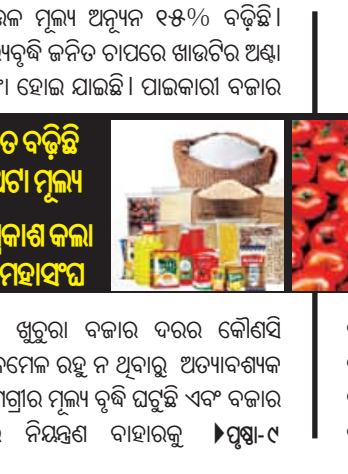 ମୂଲ୍ୟ ଅନ୍ୟୂନ ୧୫% ବଢ଼ିଛି।
ଜନିତ ଚାପରେ ଖାଉଟିର ଅଣ୍ଟା
ହୋଇ ଯାଇଛି। ପାଇକାରୀ ବଜାର
ବଢ଼ିଛି
ମୂଲ୍ୟ
କଲା
ମହାସଂଘ
ଖୁଚୁରା ବଜାର ଦରର କୌଣସି
ରହୁ ନ ଥିବାରୁ ଅତ୍ୟାବଶ୍ୟକ
ମୂଲ୍ୟ ବୃଦ୍ଧି ଘଟୁଛି ଏବଂ ବଜାର
ନିୟନ୍ତ୍ରଣ ବାହାରକୁ ▶ପୃଷ୍ଠା-୯